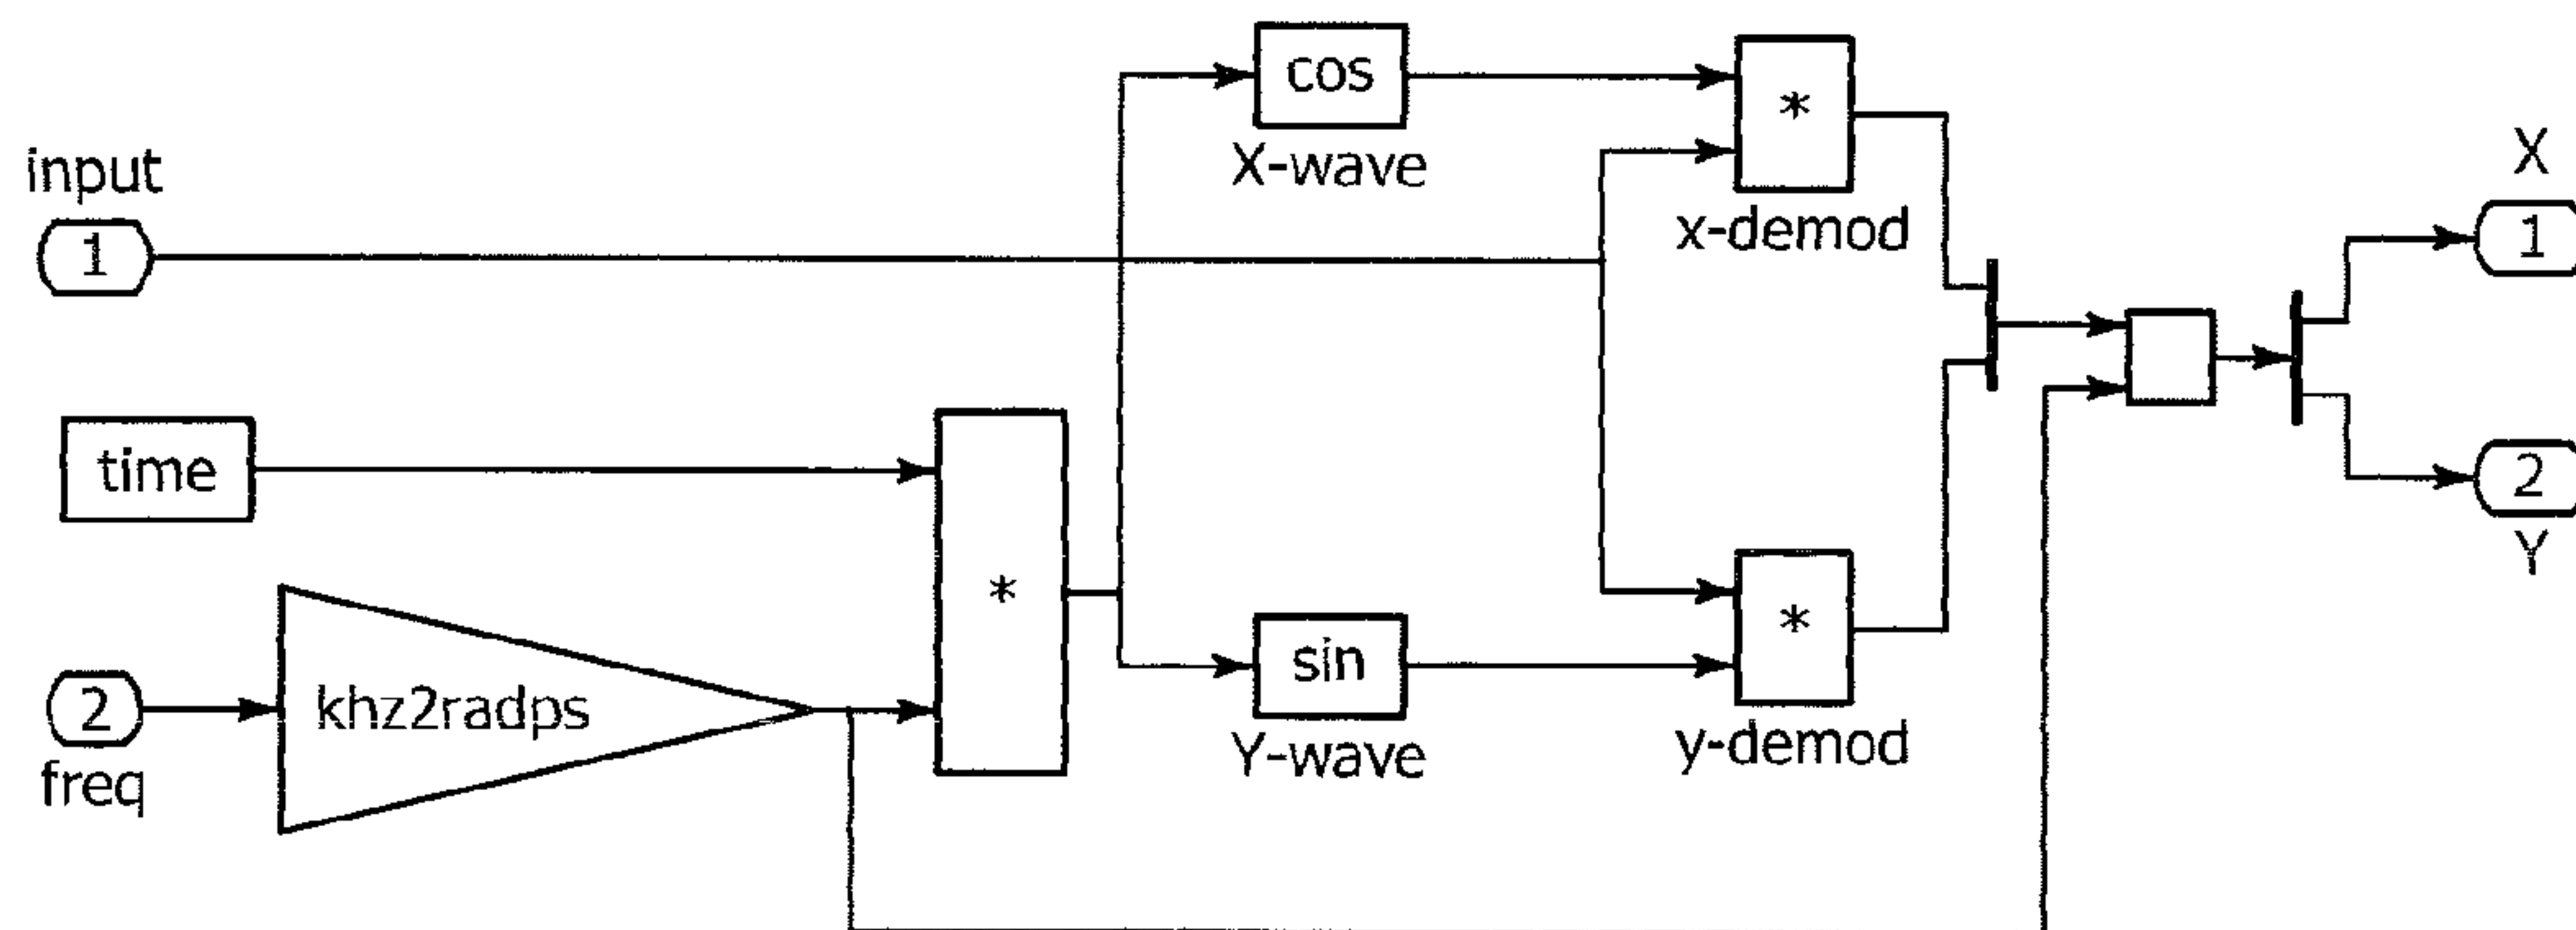 cos
*
X-wave
input
1
x-demod
X
1
time
*
sin
*
2
Y
khz2radps
2
freq
Y-wave
y-demod